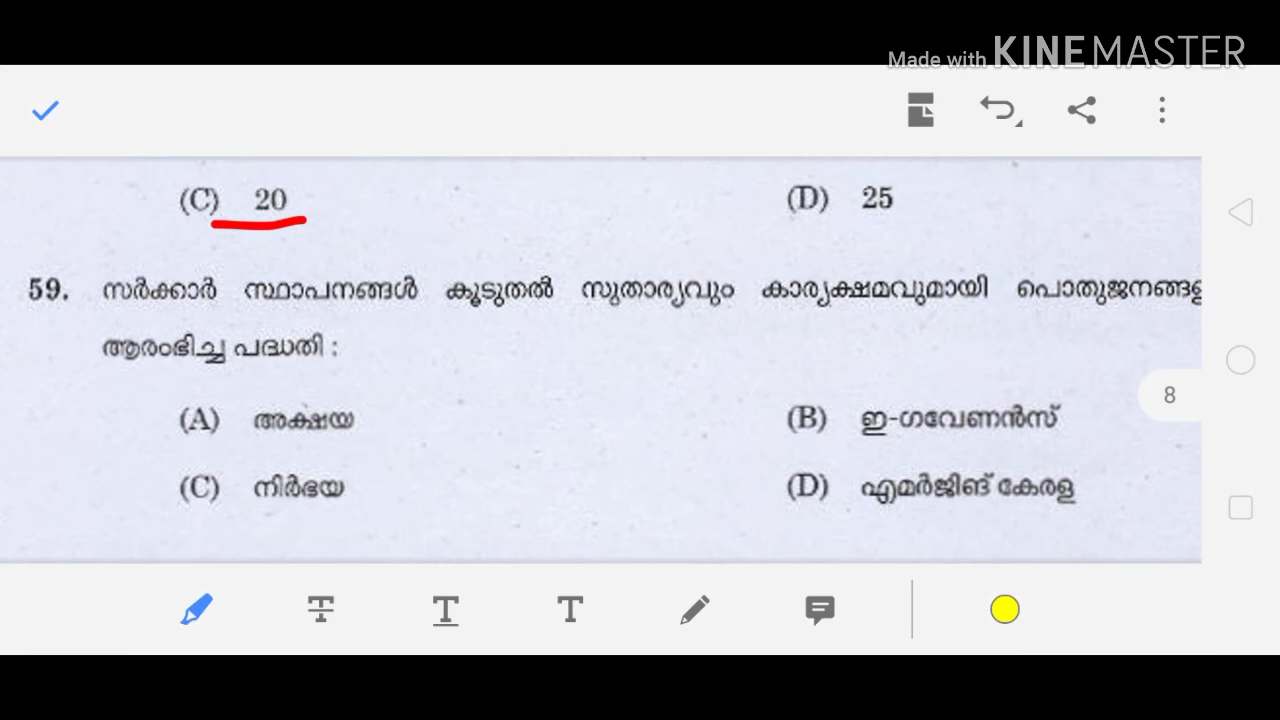 Made with KINEMASTER
(C) 20 (D) 25
59. സർക്കാർ സ്ഥാപനങ്ങൾ കൂടുതൽ സുതാര്യവും കാര്യക്ഷമവുമായി
ആരംഭിച്ച പദ്ധതി :
8
(A) അക്ഷയ (B) ഇ-ഗവേണൻസ്
(C) നിർഭയ (D) എമർജിങ് കേരള
T T T